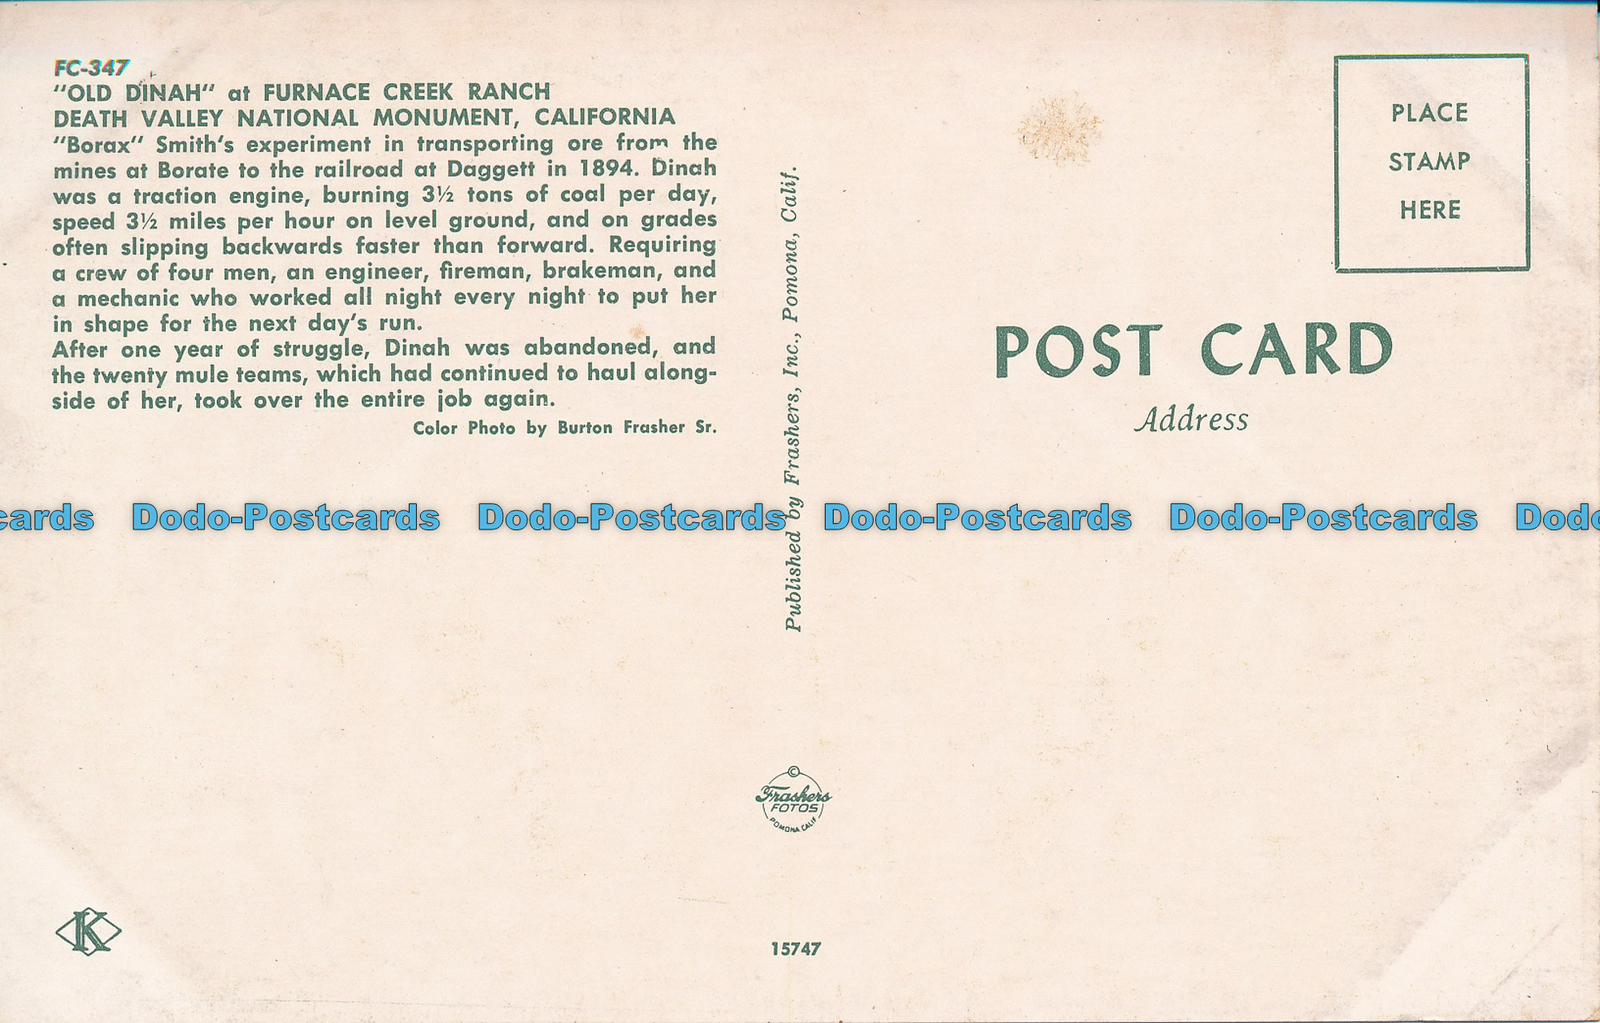 FC-347
"OLD DINAH" at FURNACE CREEK RANCH
DEATH VALLEY NATIONAL MONUMENT, CALIFORNIA
"Borax" Smith's experiment in transporting ore from the
mines at Borate to the railroad at Daggett in 1894. Dinah
was a traction engine, burning 3½ tons of coal per day,
speed 3½ miles per hour on level ground, and on grades
often slipping backwards faster than forward. Requiring
a crew of four men, an engineer, fireman, brakeman, and
a mechanic who worked all night every night to put her
in shape for the next day's run.
After one year of struggle, Dinah was abandoned, and
the twenty mule teams, which had continued to haul along-
side of her, took over the entire job again.
Color Photo by Burton Frasher Sr.
Published by Frashers, Inc., Pomona, Calif.
PLACE
STAMP
HERE
POST CARD
Address
cards Dodo-Postcards Dodo-Postcards Dodo-Postcards Dodo-Postcards Dodo
©
Frashers
FOTOS
POMONA CALIF
K
15747